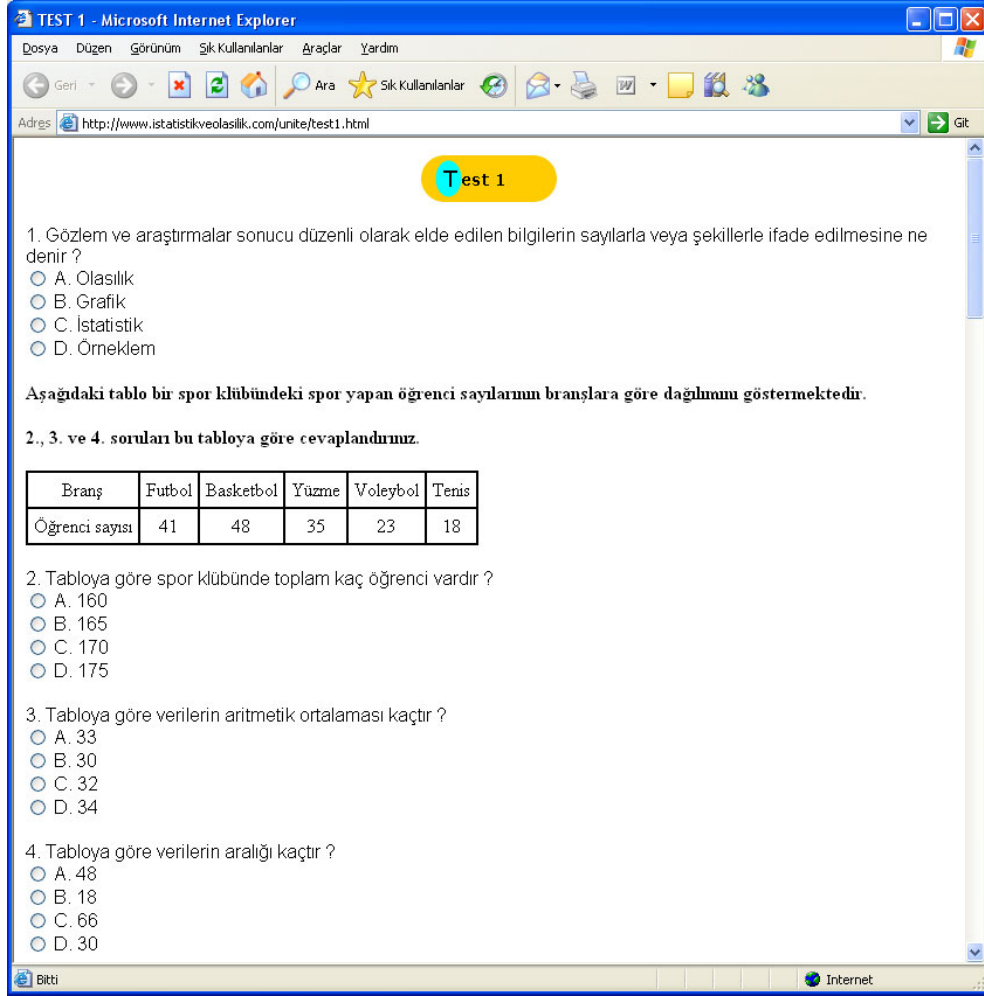 TEST 1 - Microsoft Internet Explorer
Dosya Düzen Görünüm Sık Kullanılanlar Araçlar Yardım
Geri Ara Sık Kullanılanlar
Adres http://www.istatistikveolasilik.com/unite/test1.html Git
Test 1
1. Gözlem ve araştırmalar sonucu düzenli olarak elde edilen bilgilerin sayılarla veya şekillerle ifade edilmesine ne
denir ?
A. Olasılık
B. Grafik
C. İstatistik
D. Örneklem
Aşağıdaki tablo bir spor klübündeki spor yapan öğrenci sayılarının branşlara göre dağılımını göstermektedir.
2., 3. ve 4. soruları bu tabloya göre cevaplandırınız.
Branş Futbol Basketbol Yüzme Voleybol Tenis
Öğrenci sayısı 41 48 35 23 18
2. Tabloya göre spor klübünde toplam kaç öğrenci vardır ?
A. 160
B. 165
C. 170
D. 175
3. Tabloya göre verilerin aritmetik ortalaması kaçtır ?
A. 33
B. 30
C. 32
D. 34
4. Tabloya göre verilerin aralığı kaçtır ?
A. 48
B. 18
C. 66
D. 30
Bitti Internet